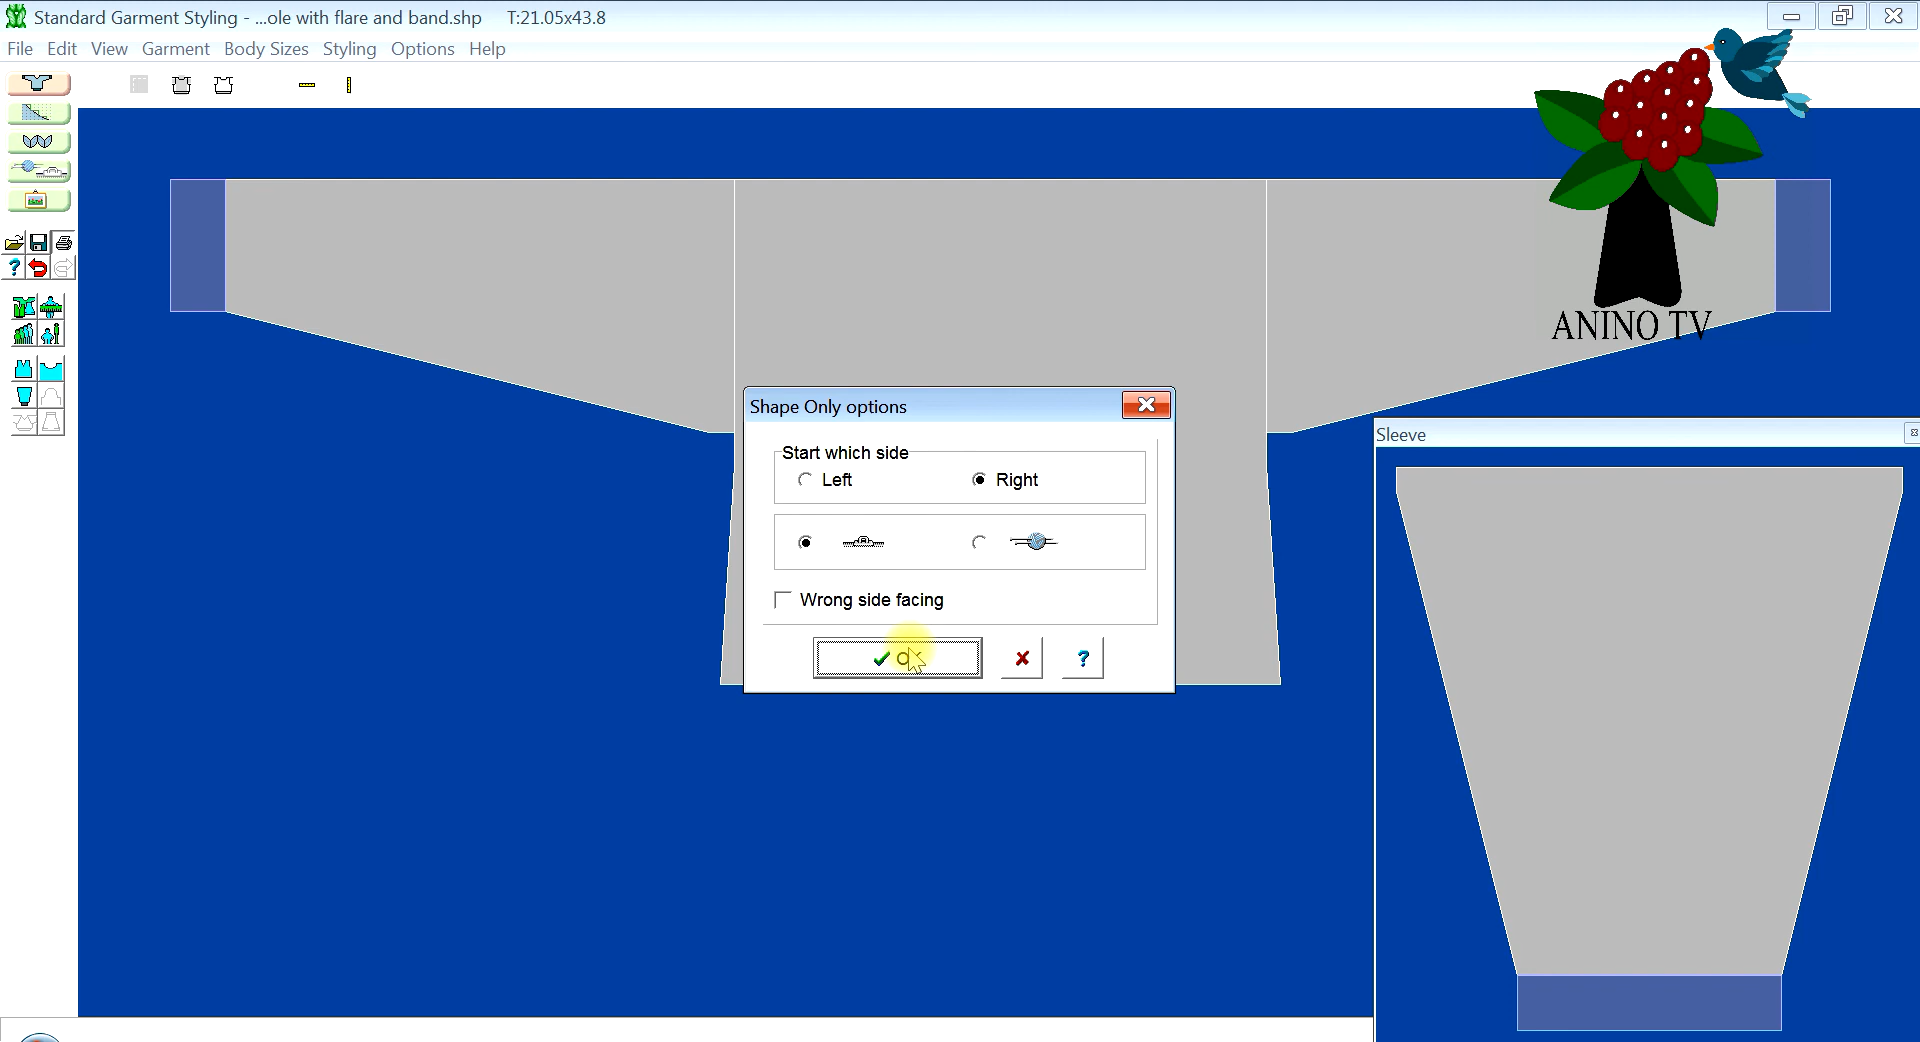 Standard Garment Styling - ...ole with flare and band.shp T:21.05x43.8
File Edit View Garment Body Sizes Styling Options Help
ANINO TV
Shape Only options
Start which side
Left Right
Wrong side facing
Sleeve
?
?